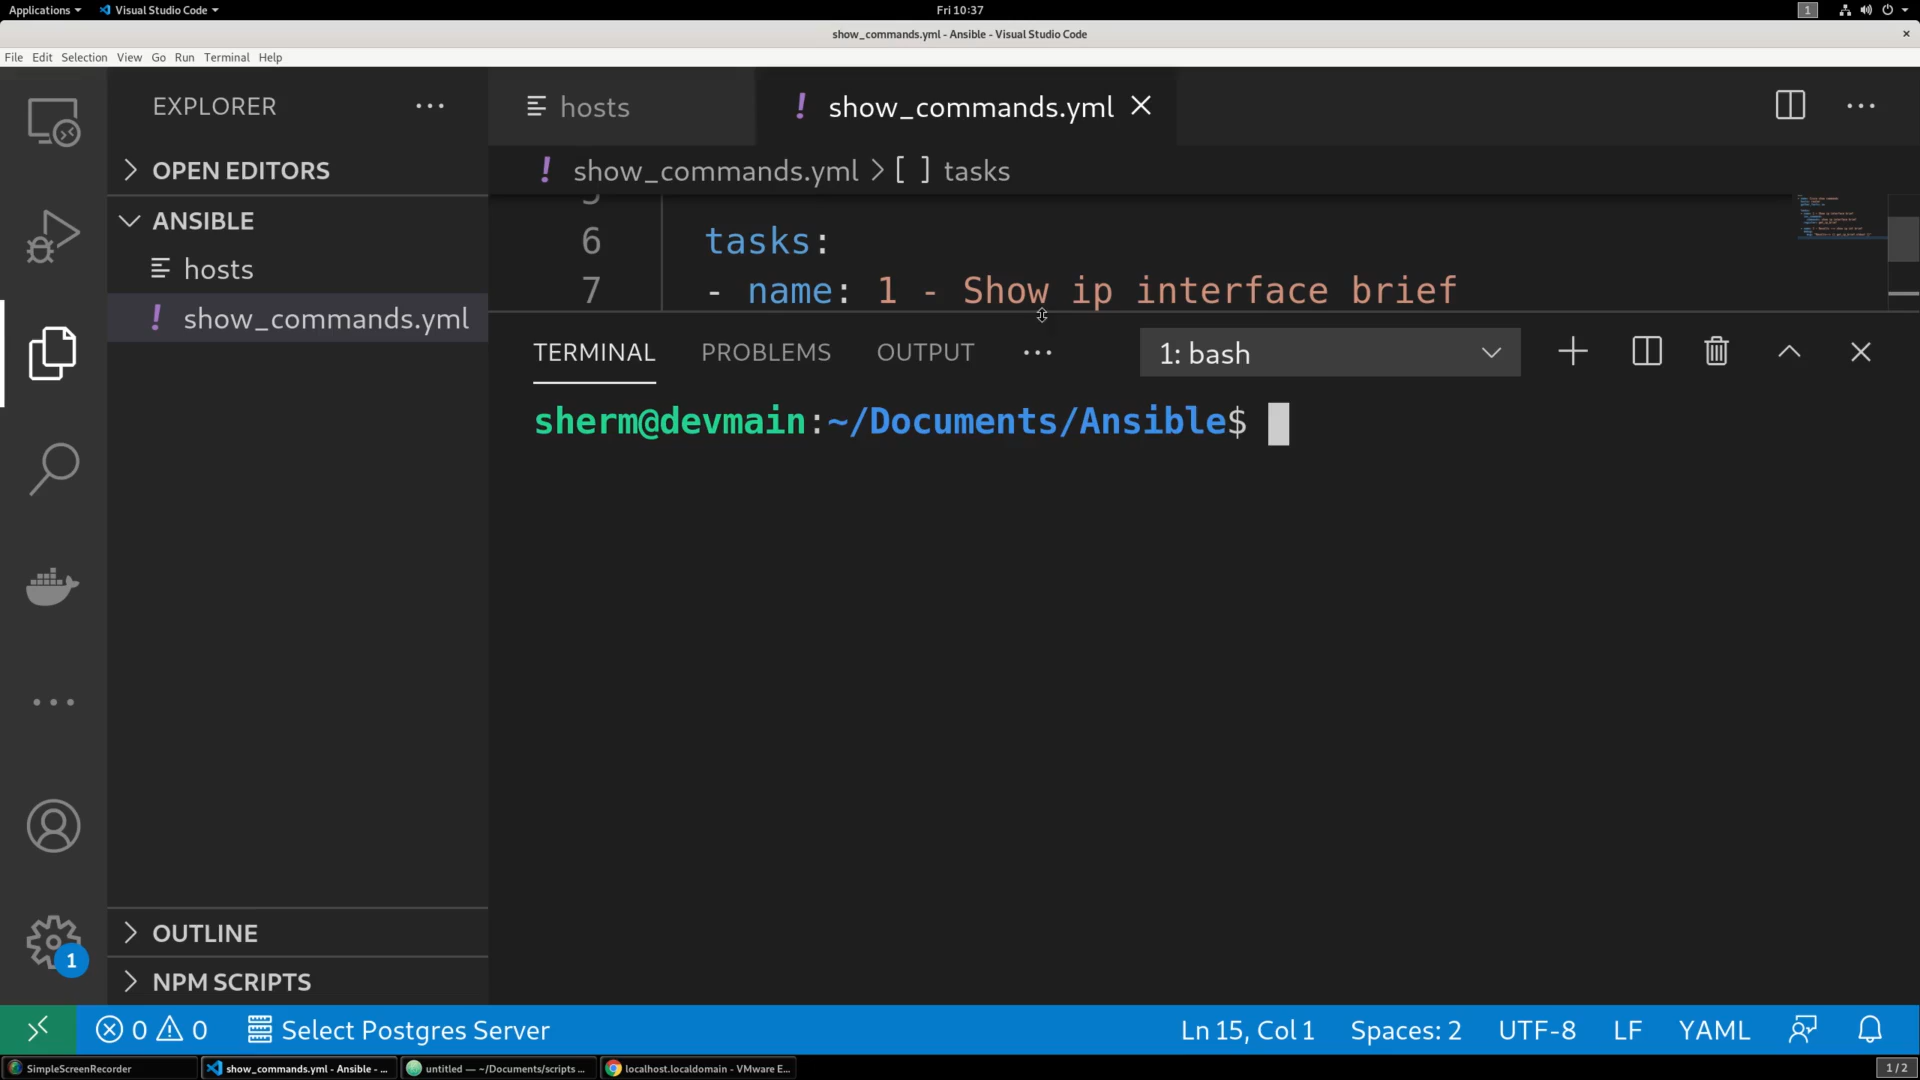 Applications
Visual Studio Code
Fri 10:37
1
show_commands.yml - Ansible - Visual Studio Code
File Edit Selection View Go Run Terminal Help
EXPLORER
OPEN EDITORS
ANSIBLE
hosts
show_commands.yml
OUTLINE
NPM SCRIPTS
1
hosts
show_commands.yml
show_commands.yml > [ ] tasks
5
6 tasks:
7 - name: 1 - Show ip interface brief
TERMINAL PROBLEMS OUTPUT
1: bash
sherm@devmain:~/Documents/Ansible$
0 0
Select Postgres Server
Ln 15, Col 1
Spaces: 2
UTF-8
LF
YAML
SimpleScreenRecorder
show_commands.yml - Ansible - ...
untitled — ~/Documents/scripts ...
localhost.localdomain - VMware E...
1 / 2